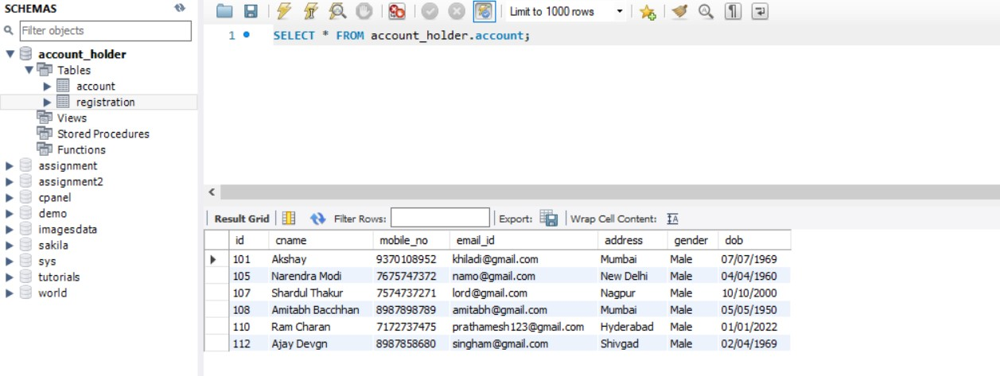 SCHEMAS
Filter objects
account_holder
Tables
account
registration
Views
Stored Procedures
Functions
assignment
assignment2
cpanel
demo
imagesdata
sakila
sys
tutorials
world
Limit to 1000 rows
1 SELECT * FROM account_holder.account;
Result Grid Filter Rows: Export: Wrap Cell Content:
id cname mobile_no email_id address gender dob
101 Akshay 9370108952 khiladi@gmail.com Mumbai Male 07/07/1969
105 Narendra Modi 7675747372 namo@gmail.com New Delhi Male 04/04/1960
107 Shardul Thakur 7574737271 lord@gmail.com Nagpur Male 10/10/2000
108 Amitabh Bacchhan 8987898789 amitabh@gmail.com Mumbai Male 05/05/1950
110 Ram Charan 7172737475 prathamesh123@gmail.com Hyderabad Male 01/01/2022
112 Ajay Devgn 8987858680 singham@gmail.com Shivgad Male 02/04/1969